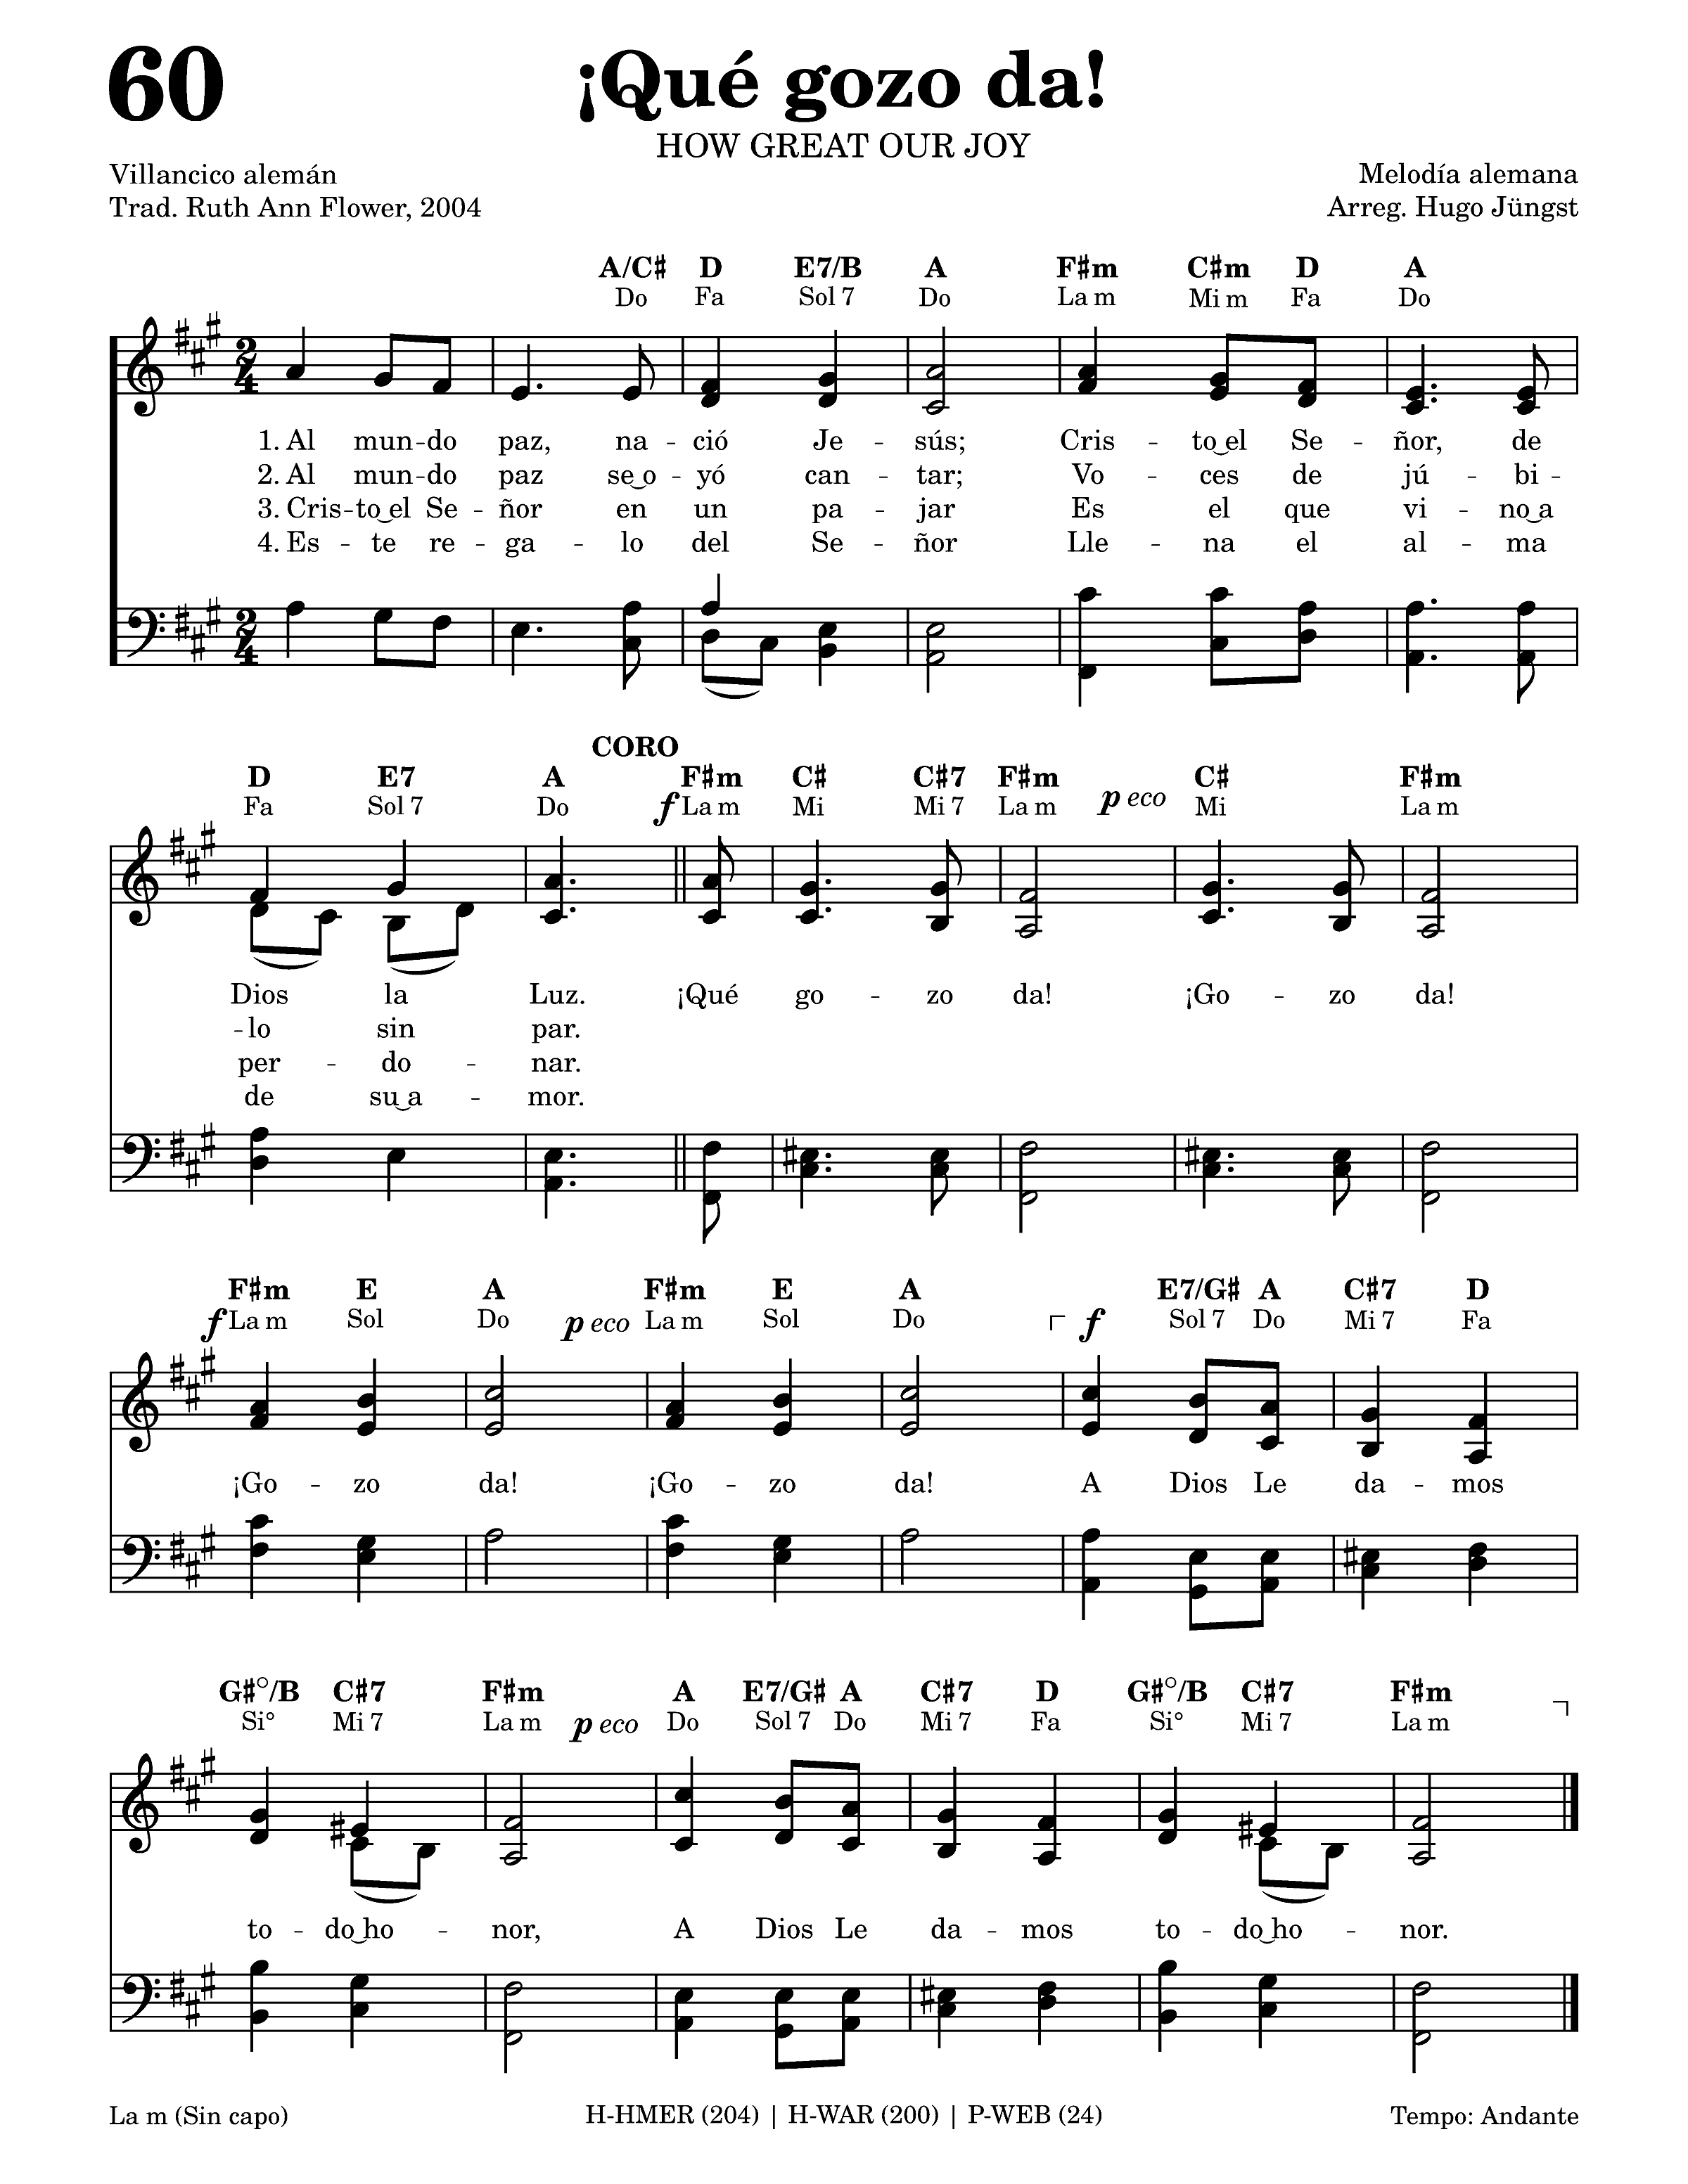 60
¡Qué gozo da!
HOW GREAT OUR JOY
Villancico alemán
Melodía alemana
Trad. Ruth Ann Flower, 2004
Arreg. Hugo Jüngst
A/C♯ D E7/B A F♯m C♯m D A
Do Fa Sol 7 Do La m Mi m Fa Do
2/4
1. Al mun – do paz, na – ció Je – sús; Cris – to‿el Se – ñor, de
2. Al mun – do paz se‿o – yó can – tar; Vo – ces de jú – bi –
3. Cris – to‿el Se – ñor en un pa – jar Es el que vi – no‿a
4. Es – te re – ga – lo del Se – ñor Lle – na el al – ma
2/4
CORO
D E7 A F♯m C♯ C♯7 F♯m C♯ F♯m
Fa Sol 7 Do f La m Mi Mi 7 La m p eco Mi La m
Dios la Luz. ¡Qué go – zo da! ¡Go – zo da!
– lo sin par.
per – do – nar.
de su‿a – mor.
F♯m E A F♯m E A E7/G♯ A C♯7 D
f La m Sol Do p eco La m Sol Do f Sol 7 Do Mi 7 Fa
¡Go – zo da! ¡Go – zo da! A Dios Le da – mos
G♯○/B C♯7 F♯m A E7/G♯ A C♯7 D G♯○/B C♯7 F♯m
Si° Mi 7 La m p eco Do Sol 7 Do Mi 7 Fa Si° Mi 7 La m
to – do‿ho – nor, A Dios Le da – mos to – do‿ho – nor.
La m (Sin capo)
H-HMER (204) | H-WAR (200) | P-WEB (24)
Tempo: Andante